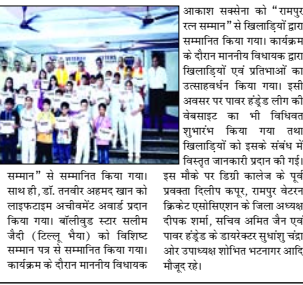 सम्मान” से सम्मानित किया गया।
साथ ही, डॉ. तनवीर अहमद खान को
लाइफटाइम अचीवमेंट अवार्ड प्रदान
किया गया। बॉलीवुड स्टार सलीम
जैदी (टिल्लू भैया) को विशिष्ट
सम्मान पत्र से सम्मानित किया गया।
कार्यक्रम के दौरान माननीय विधायक
आकाश सक्सेना को “रामपुर
रत्न सम्मान” से खिलाड़ियों द्वारा
सम्मानित किया गया। कार्यक्रम
के दौरान माननीय विधायक द्वारा
खिलाड़ियों एवं प्रतिभाओं का
उत्साहवर्धन किया गया। इसी
अवसर पर पावर हंड्रेड लीग की
वेबसाइट का भी विधिवत
शुभारंभ किया गया तथा
खिलाड़ियों को इसके संबंध में
विस्तृत जानकारी प्रदान की गई।
इस मौके पर डिग्री कालेज के पूर्व
प्रवक्ता दिलीप कपूर, रामपुर वेटरन
क्रिकेट एसोसिएशन के जिला अध्यक्ष
दीपक शर्मा, सचिव अमित जैन एवं
पावर हंड्रेड के डायरेक्टर सुधांशु चंद्रा
ओर उपाध्यक्ष शोभित भटनागर आदि
मौजूद रहे।